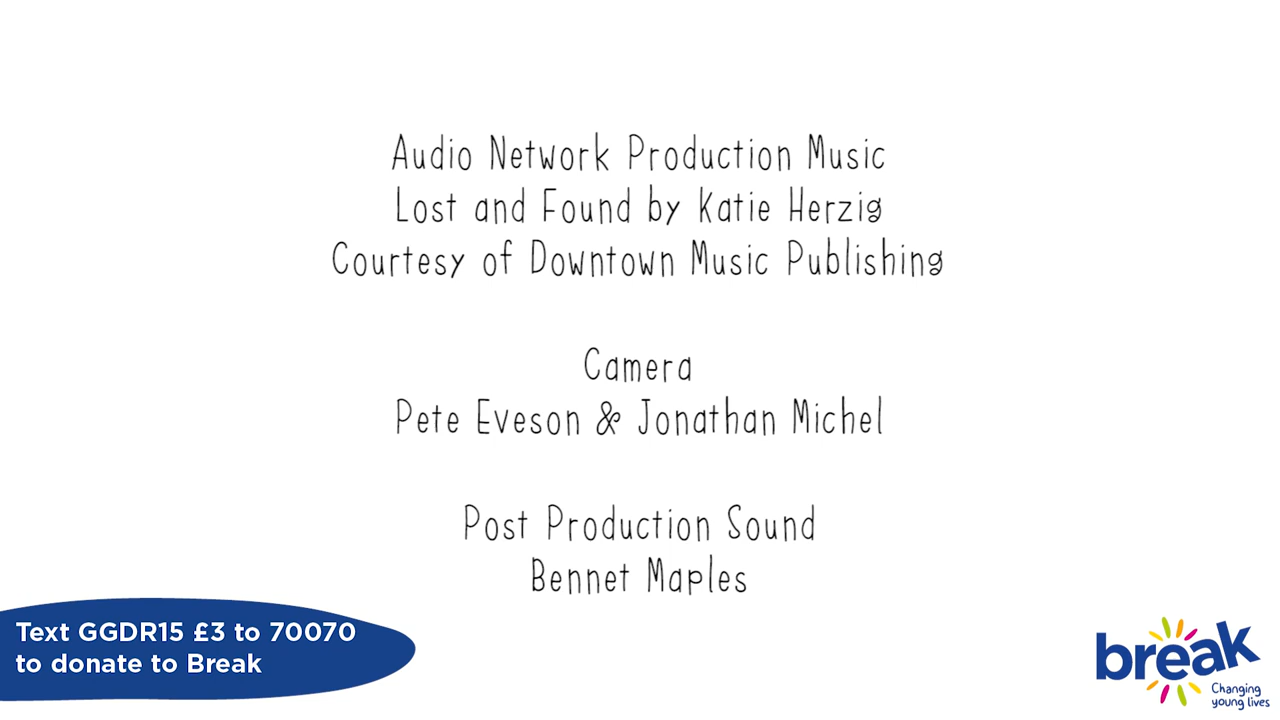 Audio Network Production Music
Lost and Found by Katie Herzig
Courtesy of Downtown Music Publishing
Camera
Pete Eveson & Jonathan Michel
Post Production Sound
Bennet Maples
Text GGDR15 £3 to 70070
to donate to Break
break
Changing
young lives